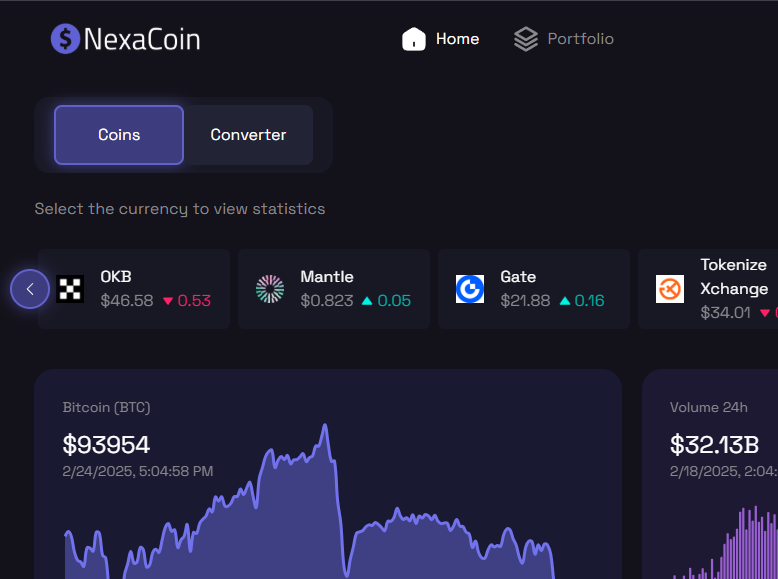 NexaCoin
Home
Portfolio
Coins
Converter
Select the currency to view statistics
OKB
$46.58 ▼ 0.53
Mantle
$0.823 ▲ 0.05
Gate
$21.88 ▲ 0.16
Tokenize
Xchange
$34.01 ▼
Bitcoin (BTC)
$93954
2/24/2025, 5:04:58 PM
Volume 24h
$32.13B
2/18/2025, 2:04: